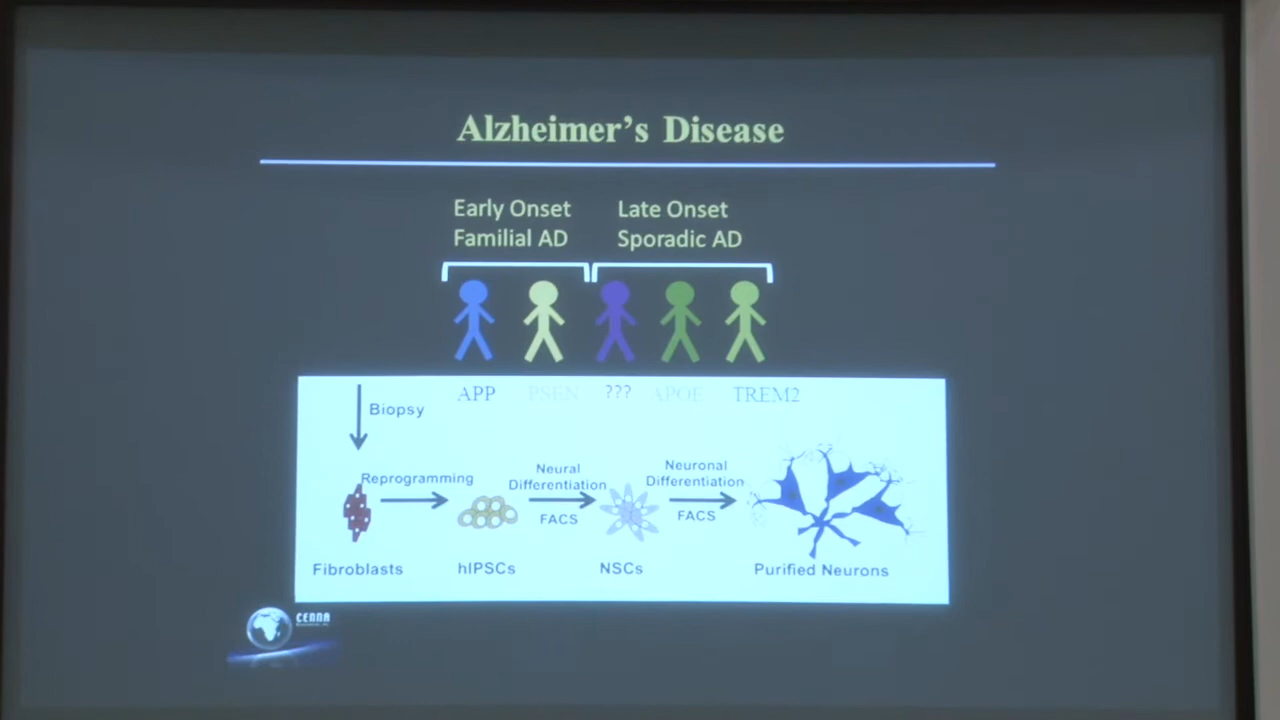 Alzheimer's Disease
Early Onset
Familial AD
Late Onset
Sporadic AD
APP
PSEN
???
APOE
TREM2
Biopsy
Reprogramming
Neural
Differentiation
FACS
Neuronal
Differentiation
FACS
Fibroblasts
hIPSCs
NSCs
Purified Neurons
CENNA